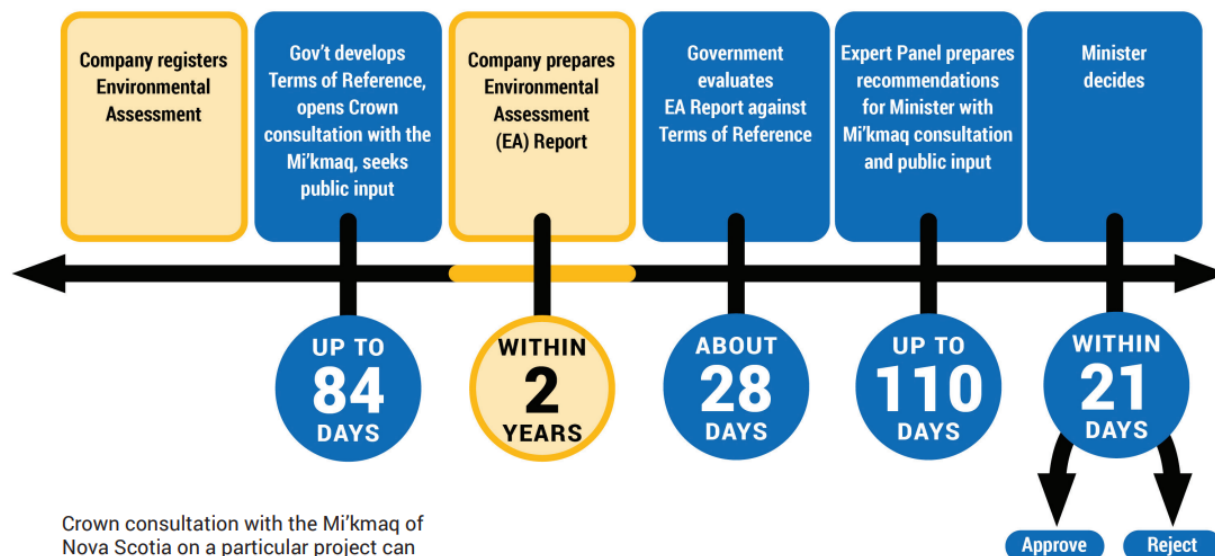 Company registers
Environmental
Assessment
Gov't develops
Terms of Reference,
opens Crown
consultation with the
Mi'kmaq, seeks
public input
Company prepares
Environmental
Assessment
(EA) Report
Government
evaluates
EA Report against
Terms of Reference
Expert Panel prepares
recommendations
for Minister with
Mi'kmaq consultation
and public input
Minister
decides
UP TO
84
DAYS
WITHIN
2
YEARS
ABOUT
28
DAYS
UP TO
110
DAYS
WITHIN
21
DAYS
Approve
Reject
Crown consultation with the Mi'kmaq of
Nova Scotia on a particular project can